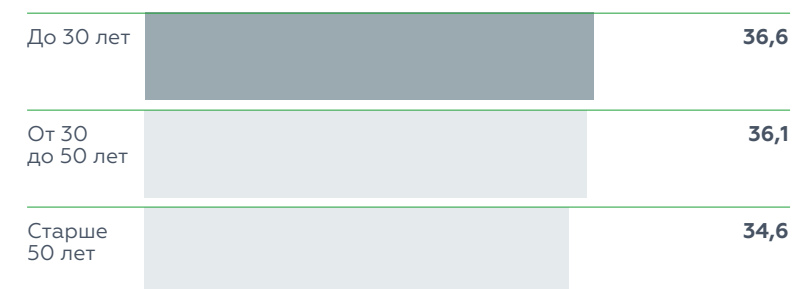 До 30 лет 36,6
От 30 36,1
до 50 лет
Старше 34,6
50 лет